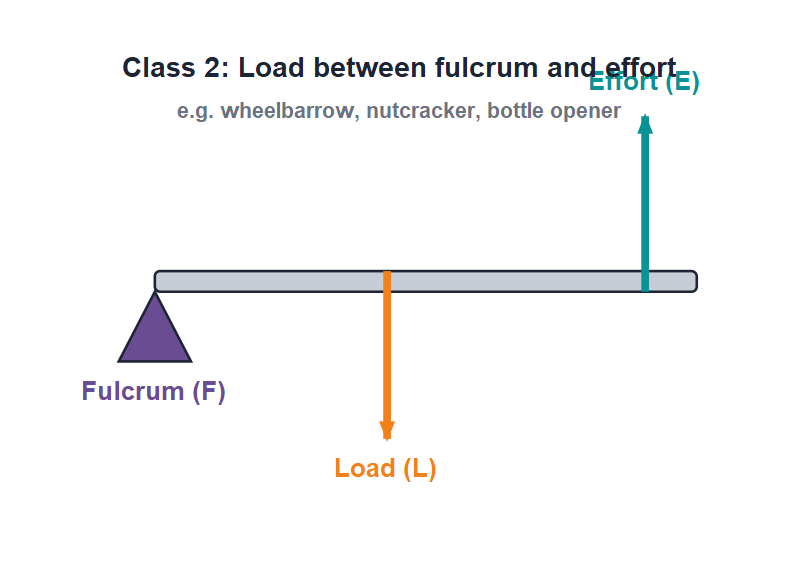 Class 2: Load between fulcrum and effort
Effort (E)
e.g. wheelbarrow, nutcracker, bottle opener
Fulcrum (F)
Load (L)